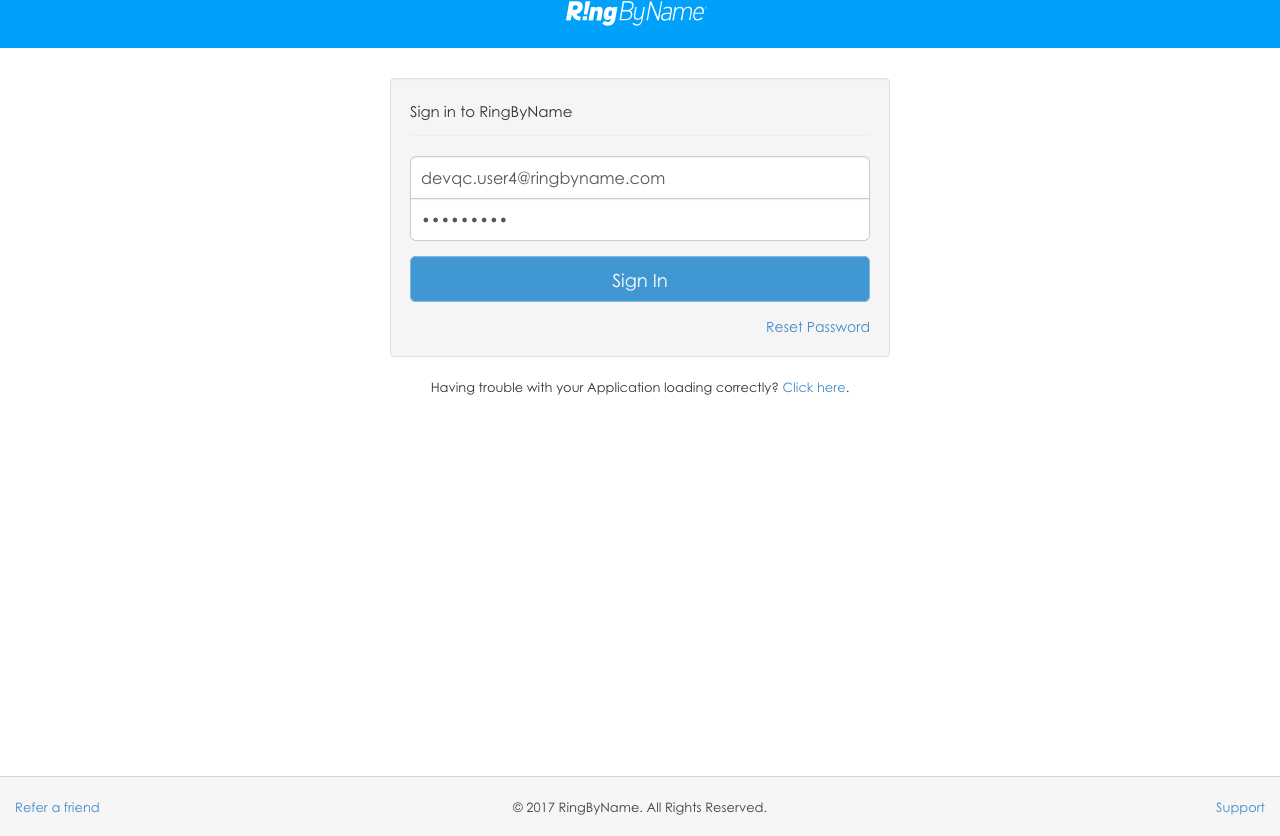 R!ngByName
Sign in to RingByName
devqc.user4@ringbyname.com
•••••••••
Sign In
Reset Password
Having trouble with your Application loading correctly? Click here.
Refer a friend
© 2017 RingByName. All Rights Reserved.
Support